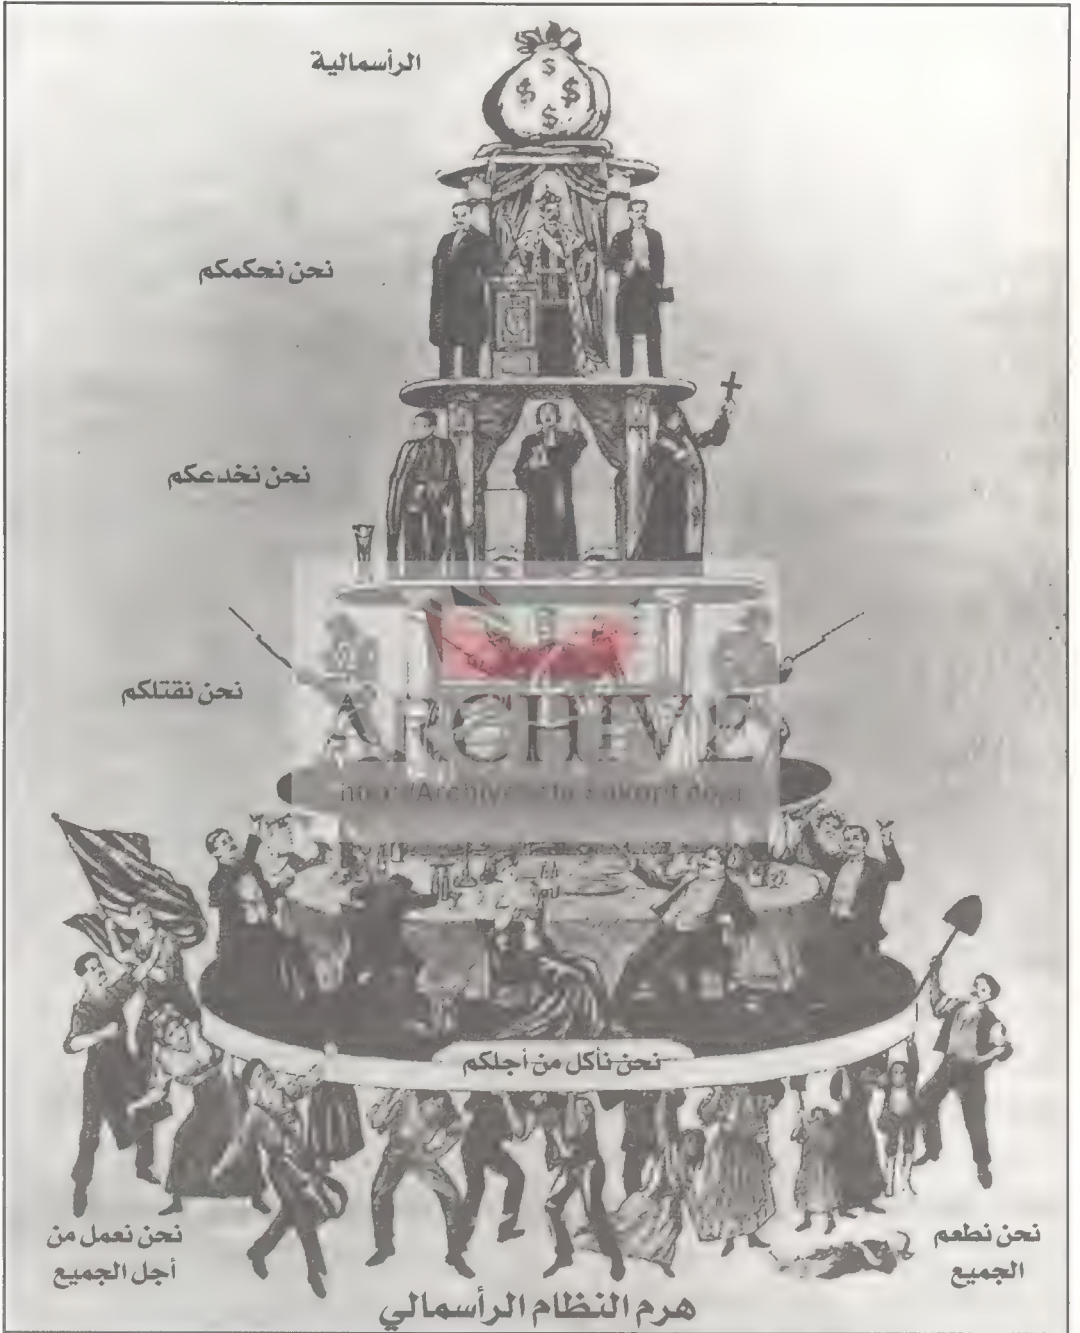 الرأسمالية
$
$ $
$
نحن نحكمكم
نحن نخدعكم
ARCHIVE
نحن نقتلكم
نحن نأكل من أجلكم
نحن نعمل من
أجل الجميع
نحن نطعم
الجميع
هرم النظام الرأسمالي